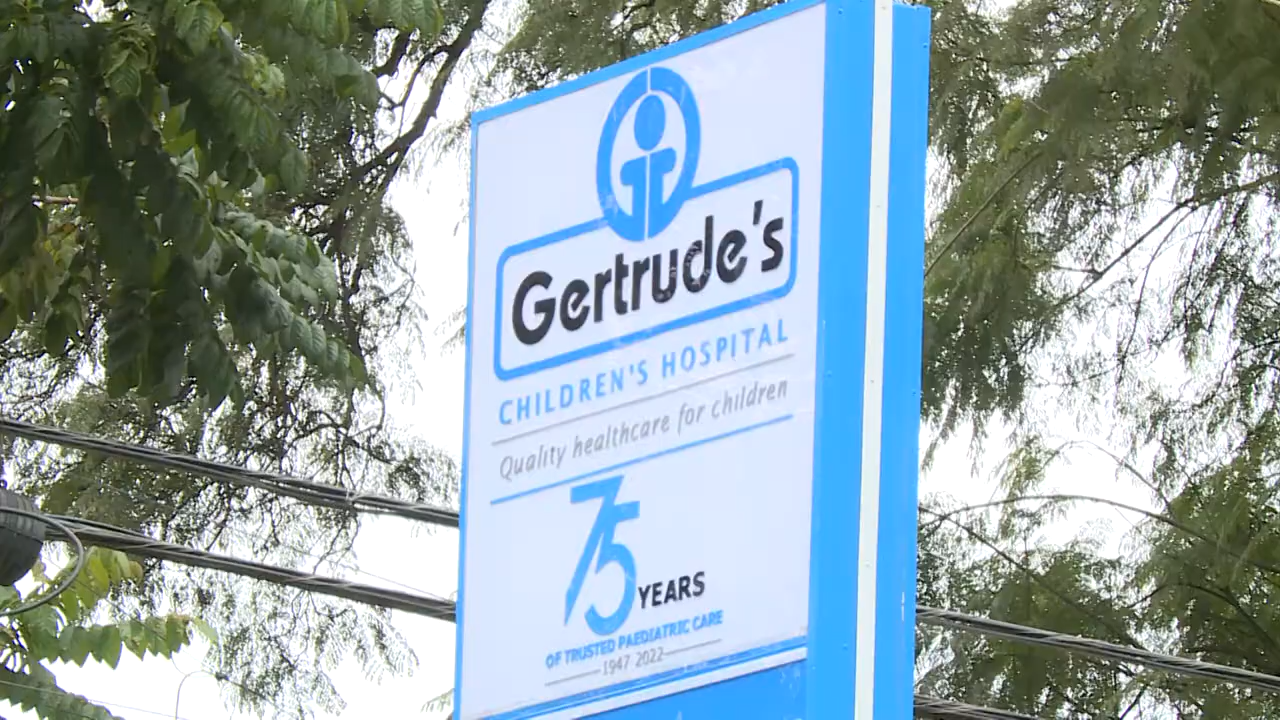 Gertrude's
CHILDREN'S HOSPITAL
Quality healthcare for children
75 YEARS
OF TRUSTED PAEDIATRIC CARE
1947 2022